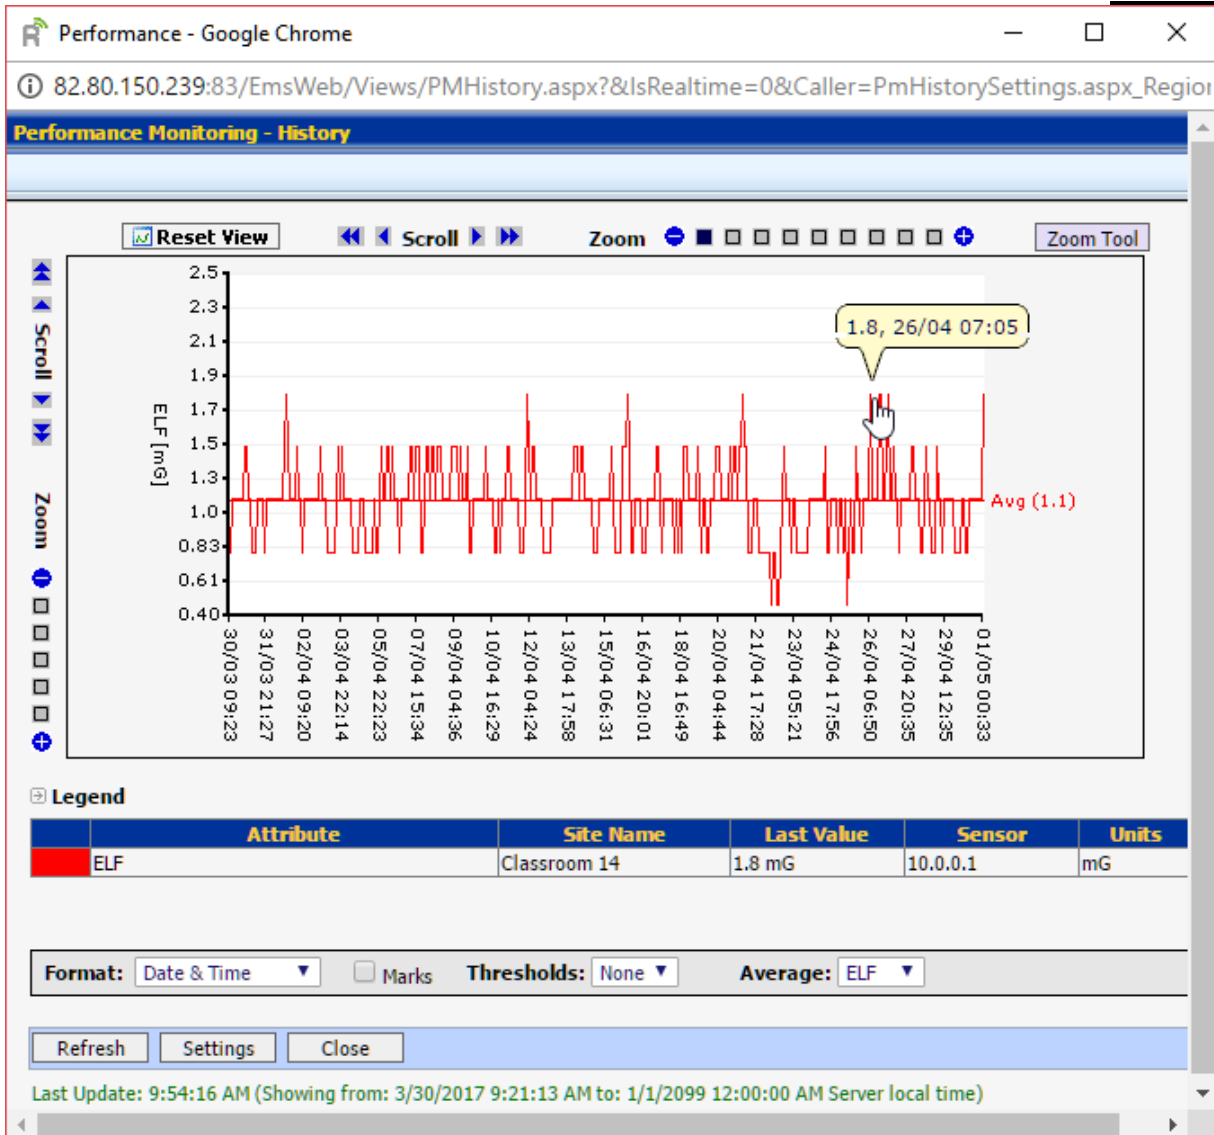 Performance - Google Chrome
82.80.150.239:83/EmsWeb/Views/PMHistory.aspx?&IsRealtime=0&Caller=PmHistorySettings.aspx_Region
Performance Monitoring - History
Reset View Scroll Zoom Zoom Tool
Scroll
Zoom
ELF [mG]
2.5
2.3
2.1
1.9
1.7
1.5
1.3
1.0
0.83
0.61
0.40
1.8, 26/04 07:05
Avg (1.1)
30/03 09:23
31/03 21:27
02/04 09:20
03/04 22:14
05/04 22:23
07/04 15:34
09/04 04:36
10/04 16:29
12/04 04:24
13/04 17:58
15/04 06:31
16/04 20:01
18/04 16:49
20/04 04:44
21/04 17:28
23/04 05:21
24/04 17:56
26/04 06:50
27/04 20:35
29/04 12:35
01/05 00:33
Legend
Attribute Site Name Last Value Sensor Units
ELF Classroom 14 1.8 mG 10.0.0.1 mG
Format: Date & Time Marks Thresholds: None Average: ELF
Refresh Settings Close
Last Update: 9:54:16 AM (Showing from: 3/30/2017 9:21:13 AM to: 1/1/2099 12:00:00 AM Server local time)